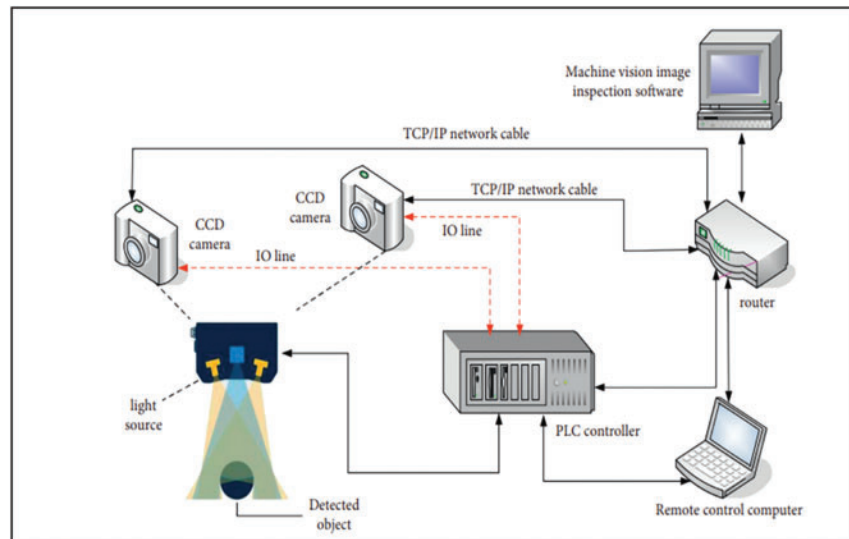 Machine vision image
inspection software
TCP/IP network cable
CCD
camera
TCP/IP network cable
CCD
camera
IO line
IO line
router
light
source
PLC controller
Detected
object
Remote control computer